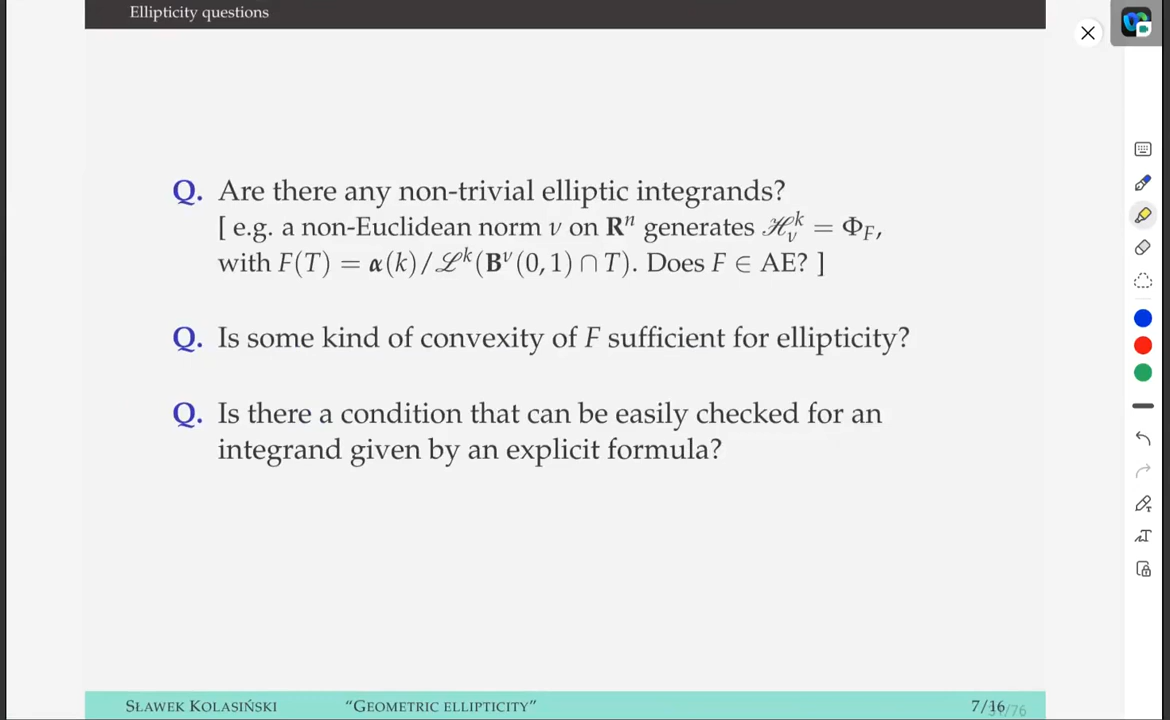 Ellipticity questions
Q. Are there any non-trivial elliptic integrands?
[ e.g. a non-Euclidean norm ν on Rⁿ generates ℋᵏ_ν = Φ_F,
with F(T) = α(k)/ℒᵏ(Bᵛ(0, 1) ∩ T). Does F ∈ AE? ]
Q. Is some kind of convexity of F sufficient for ellipticity?
Q. Is there a condition that can be easily checked for an
integrand given by an explicit formula?
SŁAWEK KOLASIŃSKI "GEOMETRIC ELLIPTICITY" 7/16